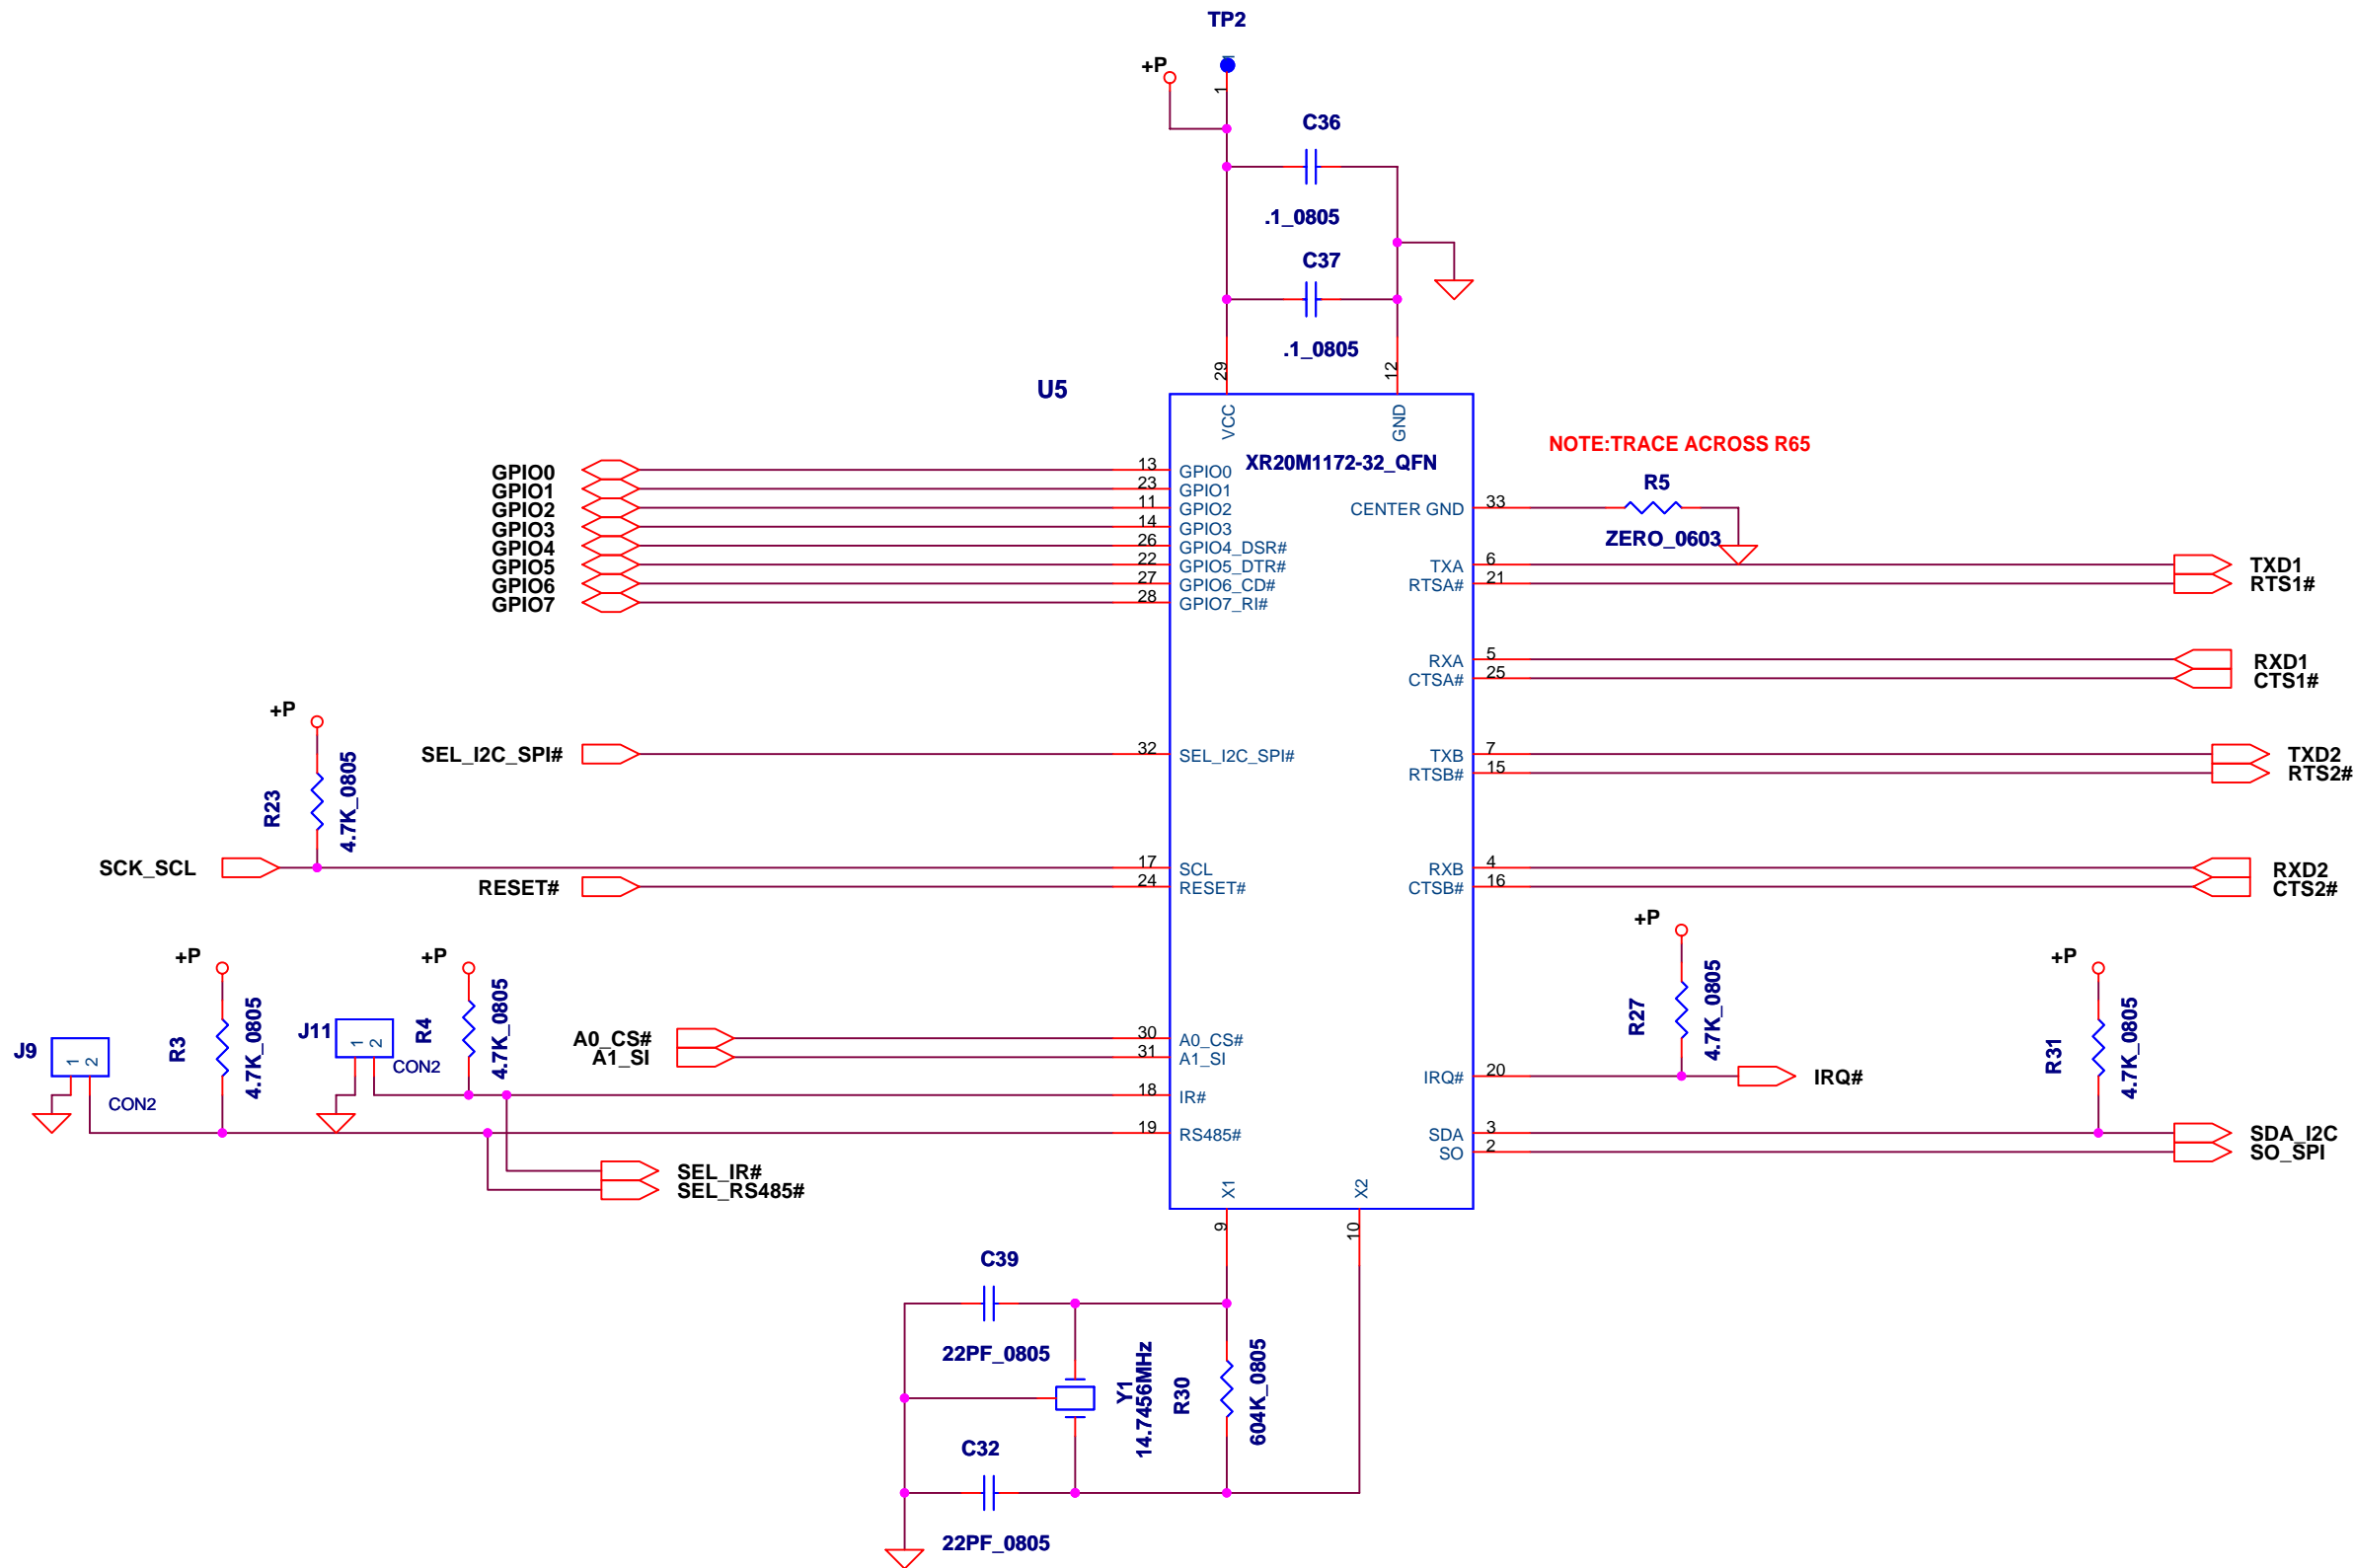 TP2
+P
1
C36
.1_0805
C37
.1_0805
29
12
U5
VCC
GND
XR20M1172-32_QFN
NOTE:TRACE ACROSS R65
GPIO0
13
GPIO0
GPIO1
23
GPIO1
GPIO2
11
GPIO2
GPIO3
14
GPIO3
GPIO4
26
GPIO4_DSR#
GPIO5
22
GPIO5_DTR#
GPIO6
27
GPIO6_CD#
GPIO7
28
GPIO7_RI#
R5
CENTER GND
33
ZERO_0603
TXA
6
TXD1
RTSA#
21
RTS1#
RXA
5
RXD1
CTSA#
25
CTS1#
+P
R23
4.7K_0805
SEL_I2C_SPI#
32
SEL_I2C_SPI#
TXB
7
TXD2
RTSB#
15
RTS2#
SCK_SCL
17
SCL
RESET#
24
RESET#
RXB
4
RXD2
CTSB#
16
CTS2#
+P
R3
4.7K_0805
+P
R4
4.7K_0805
J9
1
2
CON2
J11
1
2
CON2
A0_CS#
30
A0_CS#
A1_SI
31
A1_SI
18
IR#
19
RS485#
SEL_IR#
SEL_RS485#
+P
R27
4.7K_0805
IRQ#
20
IRQ#
+P
R31
4.7K_0805
SDA
3
SDA_I2C
SO
2
SO_SPI
X1
X2
9
10
C39
22PF_0805
Y1
14.7456MHz
R30
604K_0805
C32
22PF_0805